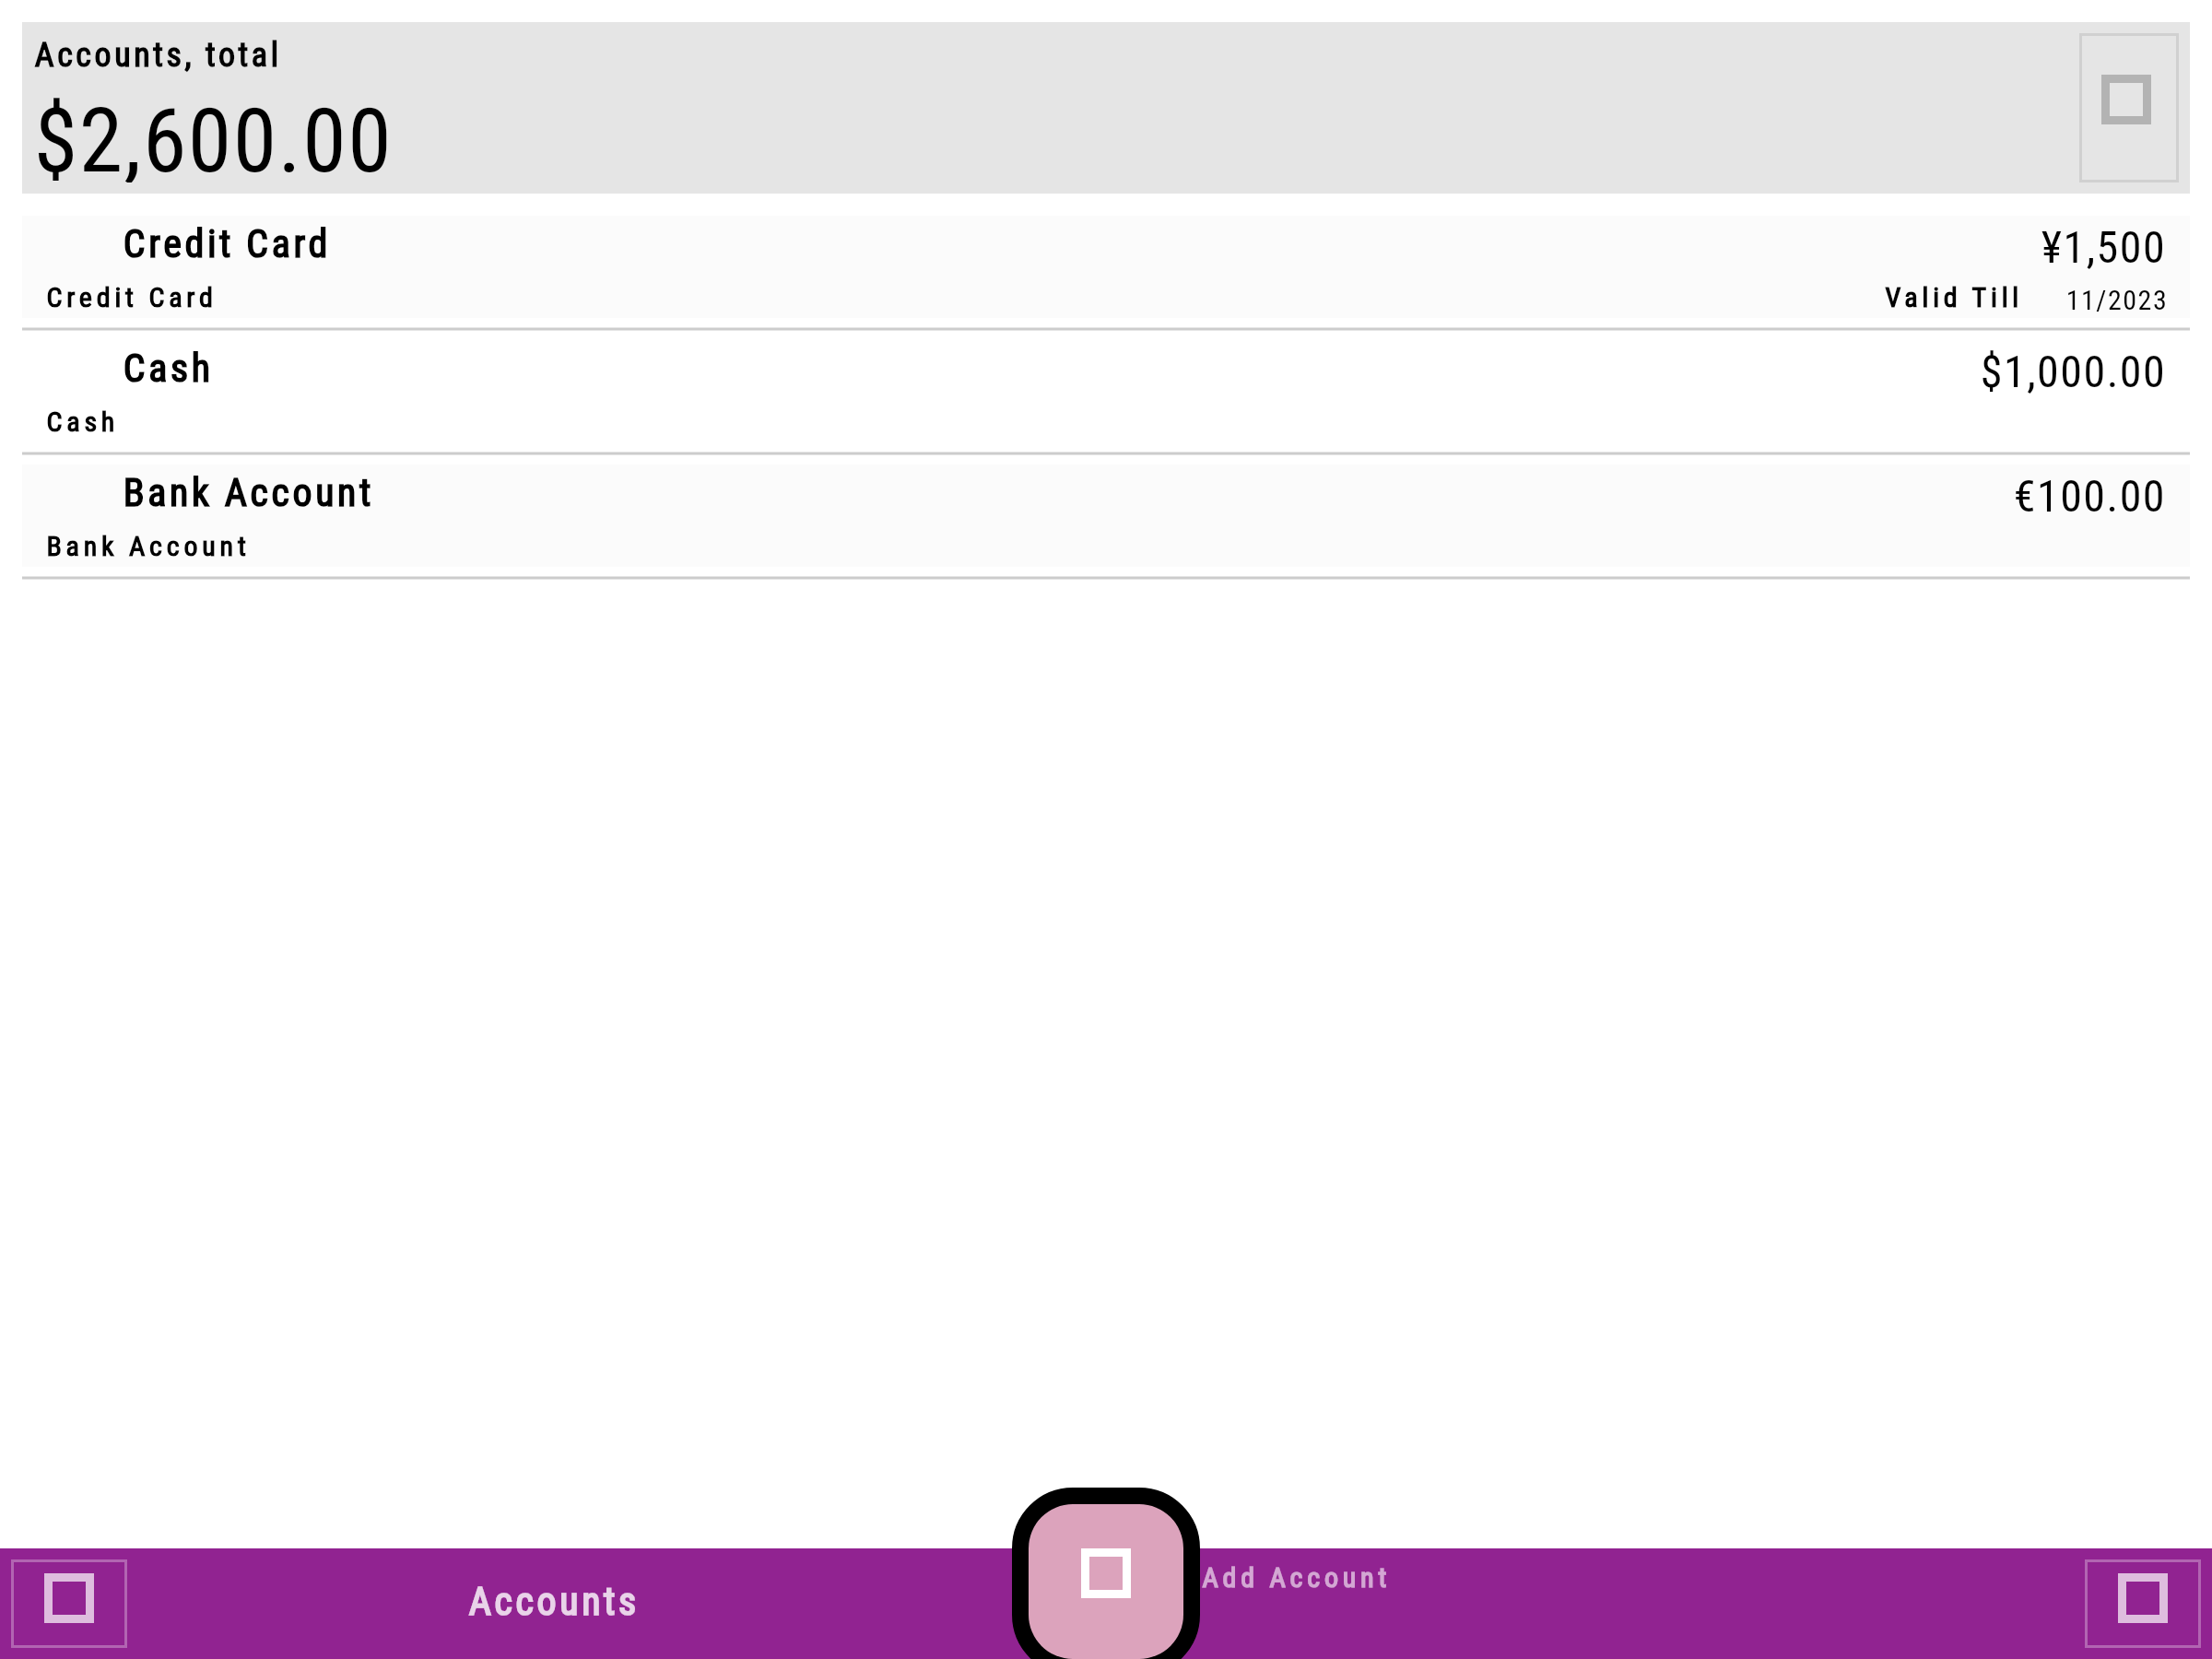 Accounts, total
$2,600.00
Credit Card ¥1,500
Credit Card Valid Till 11/2023
Cash $1,000.00
Cash
Bank Account €100.00
Bank Account
Accounts
Add Account